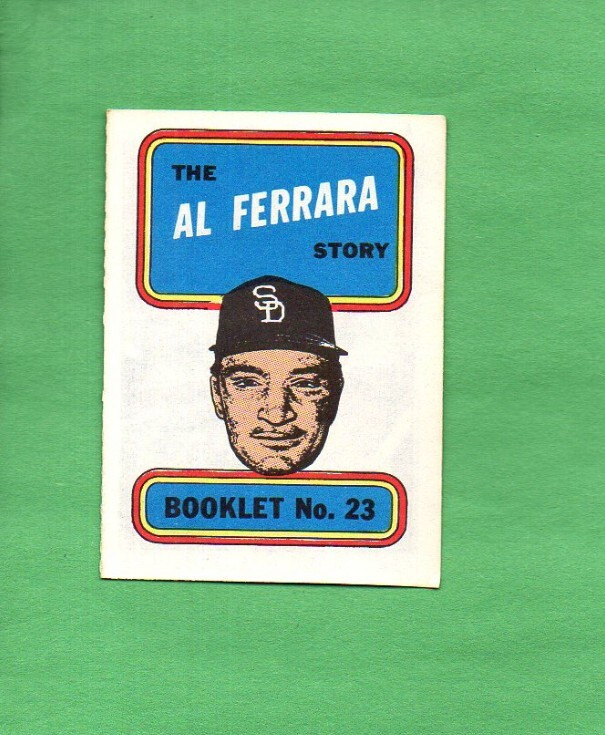 THE
AL FERRARA
STORY
SD
BOOKLET No. 23